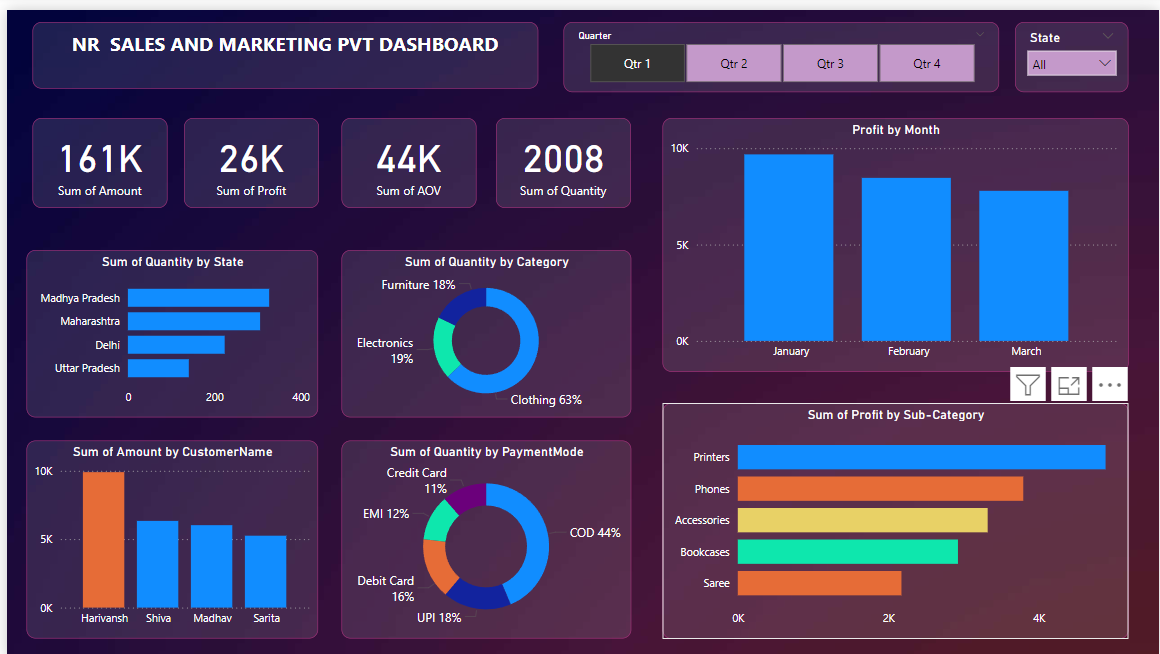 NR SALES AND MARKETING PVT DASHBOARD
Quarter
Qtr 1
Qtr 2
Qtr 3
Qtr 4
State
All
161K
Sum of Amount
26K
Sum of Profit
44K
Sum of AOV
2008
Sum of Quantity
Profit by Month
10K
5K
0K
January
February
March
Sum of Quantity by State
Madhya Pradesh
Maharashtra
Delhi
Uttar Pradesh
0
200
400
Sum of Quantity by Category
Furniture 18%
Electronics
19%
Clothing 63%
Sum of Amount by CustomerName
10K
5K
0K
Harivansh
Shiva
Madhav
Sarita
Sum of Quantity by PaymentMode
Credit Card
11%
EMI 12%
COD 44%
Debit Card
16%
UPI 18%
Sum of Profit by Sub-Category
Printers
Phones
Accessories
Bookcases
Saree
0K
2K
4K